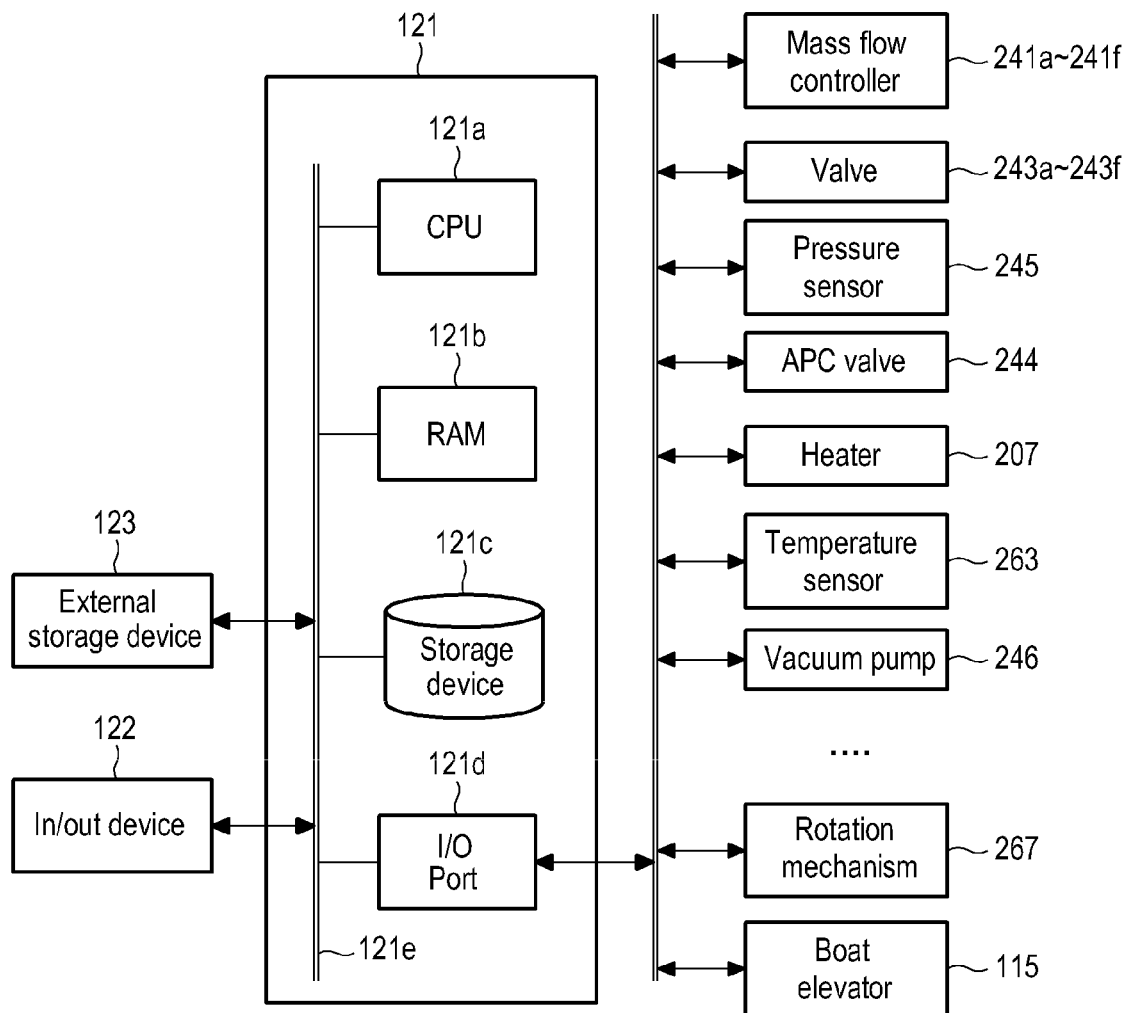 121
121a
CPU
121b
RAM
121c
Storage
device
121d
I/O
Port
121e
123
External
storage device
122
In/out device
Mass flow
controller
241a~241f
Valve
243a~243f
Pressure
sensor
245
APC valve
244
Heater
207
Temperature
sensor
263
Vacuum pump
246
....
Rotation
mechanism
267
Boat
elevator
115